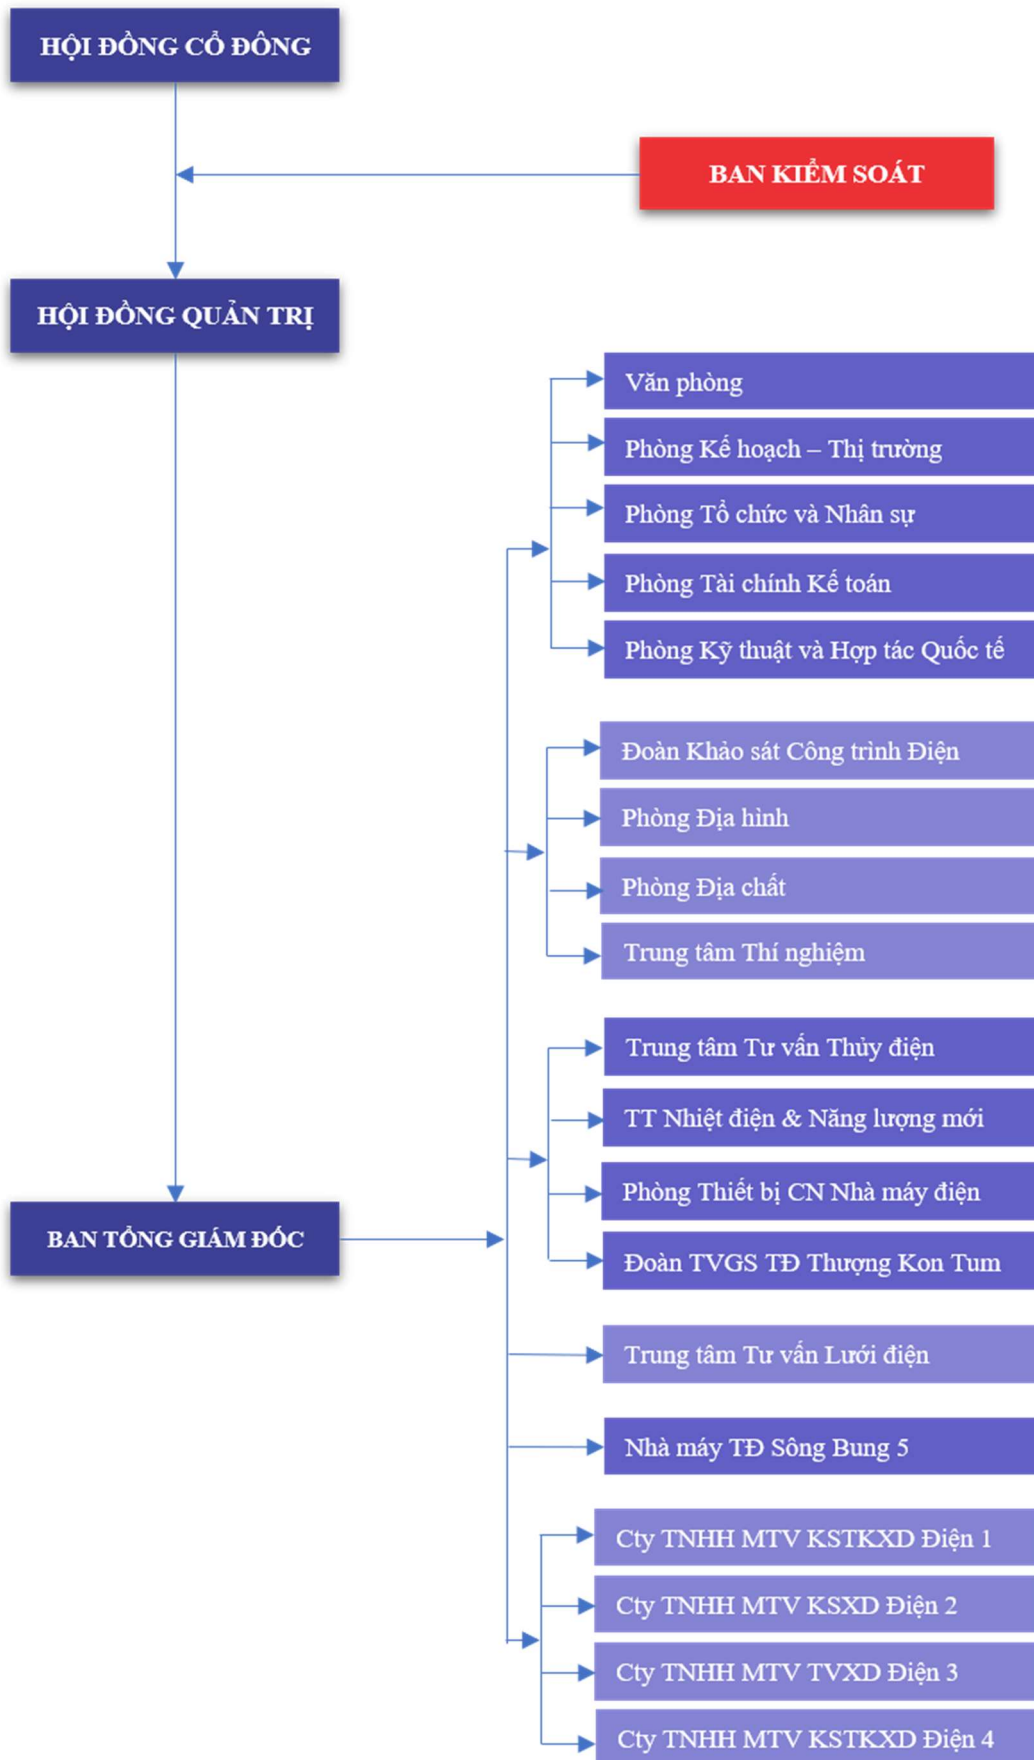 HỘI ĐỒNG CỔ ĐÔNG
BAN KIỂM SOÁT
HỘI ĐỒNG QUẢN TRỊ
Văn phòng
Phòng Kế hoạch – Thị trường
Phòng Tổ chức và Nhân sự
Phòng Tài chính Kế toán
Phòng Kỹ thuật và Hợp tác Quốc tế
Đoàn Khảo sát Công trình Điện
Phòng Địa hình
Phòng Địa chất
Trung tâm Thí nghiệm
Trung tâm Tư vấn Thủy điện
TT Nhiệt điện & Năng lượng mới
Phòng Thiết bị CN Nhà máy điện
BAN TỔNG GIÁM ĐỐC
Đoàn TVGS TĐ Thượng Kon Tum
Trung tâm Tư vấn Lưới điện
Nhà máy TĐ Sông Bung 5
Cty TNHH MTV KSTKXD Điện 1
Cty TNHH MTV KSXD Điện 2
Cty TNHH MTV TVXD Điện 3
Cty TNHH MTV KSTKXD Điện 4